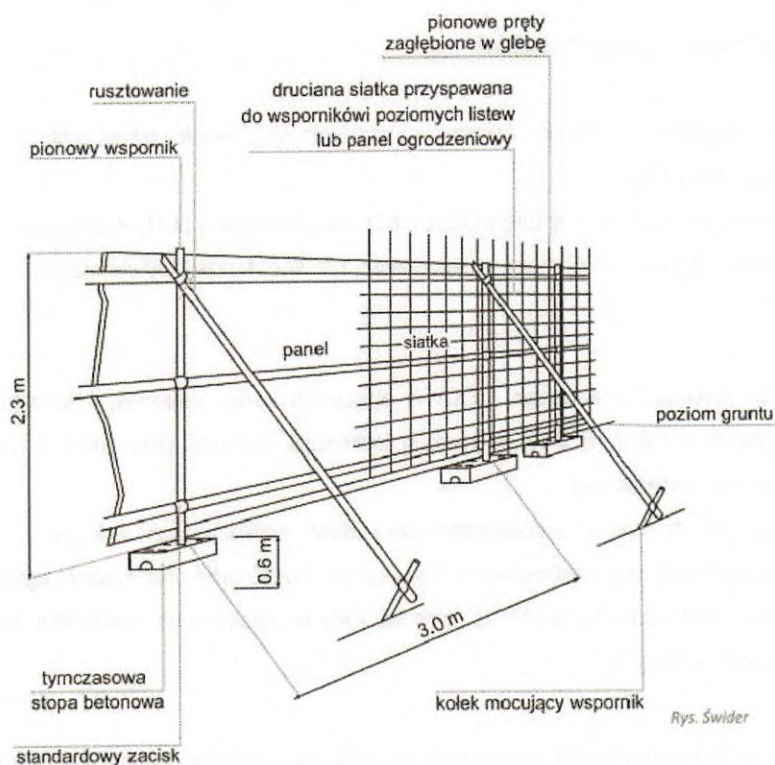 pionowe pręty
zagłębione w glebę
rusztowanie
druciana siatka przyspawana
do wspornikówi poziomych listew
lub panel ogrodzeniowy
pionowy wspornik
2.3 m
panel
siatka
poziom gruntu
0.6 m
3.0 m
tymczasowa
stopa betonowa
kołek mocujący wspornik
Rys. Świder
standardowy zacisk